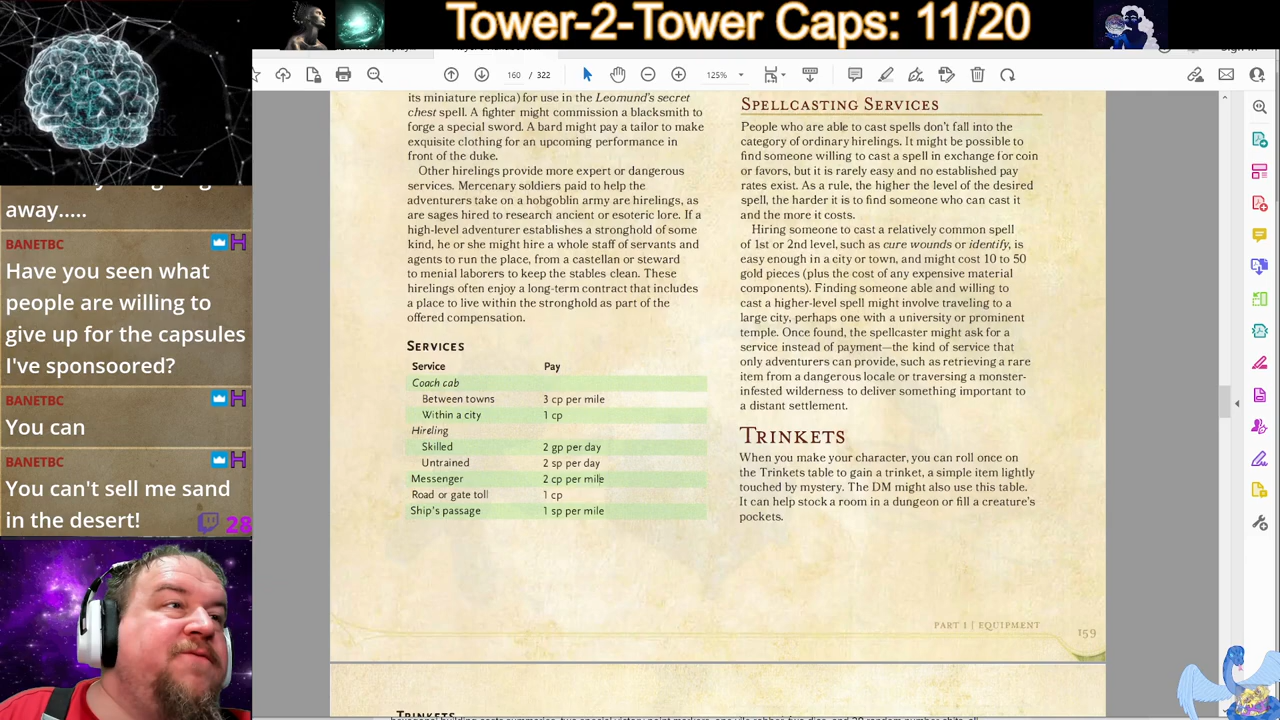 Tower-2-Tower Caps: 11/20
160 / 322
125%
away.....
BANETBC
Have you seen what
people are willing to
give up for the capsules
I've sponsoored?
BANETBC
You can
BANETBC
You can't sell me sand
in the desert!
28
its miniature replica) for use in the Leomund's secret
chest spell. A fighter might commission a blacksmith to
forge a special sword. A bard might pay a tailor to make
exquisite clothing for an upcoming performance in
front of the duke.
Other hirelings provide more expert or dangerous
services. Mercenary soldiers paid to help the
adventurers take on a hobgoblin army are hirelings, as
are sages hired to research ancient or esoteric lore. If a
high-level adventurer establishes a stronghold of some
kind, he or she might hire a whole staff of servants and
agents to run the place, from a castellan or steward
to menial laborers to keep the stables clean. These
hirelings often enjoy a long-term contract that includes
a place to live within the stronghold as part of the
offered compensation.
SERVICES
Service Pay
Coach cab
Between towns 3 cp per mile
Within a city 1 cp
Hireling
Skilled 2 gp per day
Untrained 2 sp per day
Messenger 2 cp per mile
Road or gate toll 1 cp
Ship's passage 1 sp per mile
SPELLCASTING SERVICES
People who are able to cast spells don't fall into the
category of ordinary hirelings. It might be possible to
find someone willing to cast a spell in exchange for coin
or favors, but it is rarely easy and no established pay
rates exist. As a rule, the higher the level of the desired
spell, the harder it is to find someone who can cast it
and the more it costs.
Hiring someone to cast a relatively common spell
of 1st or 2nd level, such as cure wounds or identify, is
easy enough in a city or town, and might cost 10 to 50
gold pieces (plus the cost of any expensive material
components). Finding someone able and willing to
cast a higher-level spell might involve traveling to a
large city, perhaps one with a university or prominent
temple. Once found, the spellcaster might ask for a
service instead of payment—the kind of service that
only adventurers can provide, such as retrieving a rare
item from a dangerous locale or traversing a monster-
infested wilderness to deliver something important to
a distant settlement.
TRINKETS
When you make your character, you can roll once on
the Trinkets table to gain a trinket, a simple item lightly
touched by mystery. The DM might also use this table.
It can help stock a room in a dungeon or fill a creature's
pockets.
PART 1 | EQUIPMENT
159
TRINKETS